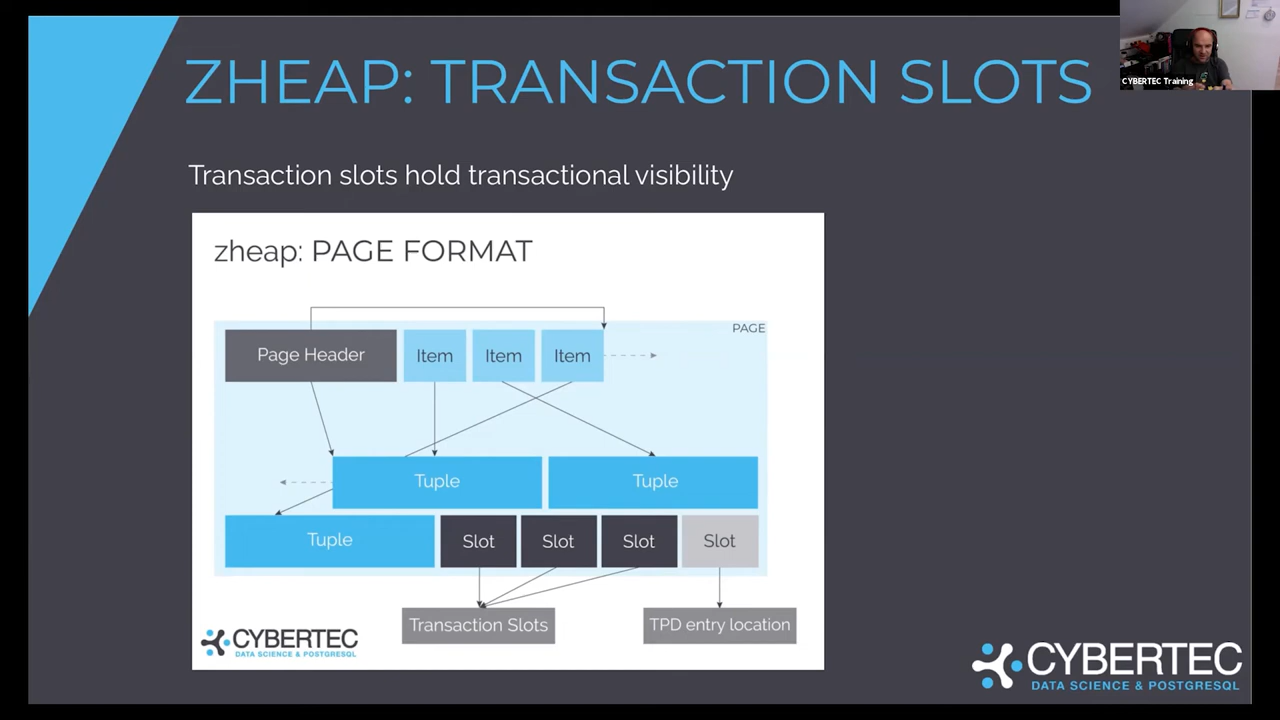 ZHEAP: TRANSACTION SLOTS
CYBERTEC Training
Transaction slots hold transactional visibility
zheap: PAGE FORMAT
PAGE
Page Header
Item
Item
Item
Tuple
Tuple
Tuple
Slot
Slot
Slot
Slot
Transaction Slots
TPD entry location
CYBERTEC
DATA SCIENCE & POSTGRESQL
CYBERTEC
DATA SCIENCE & POSTGRESQL